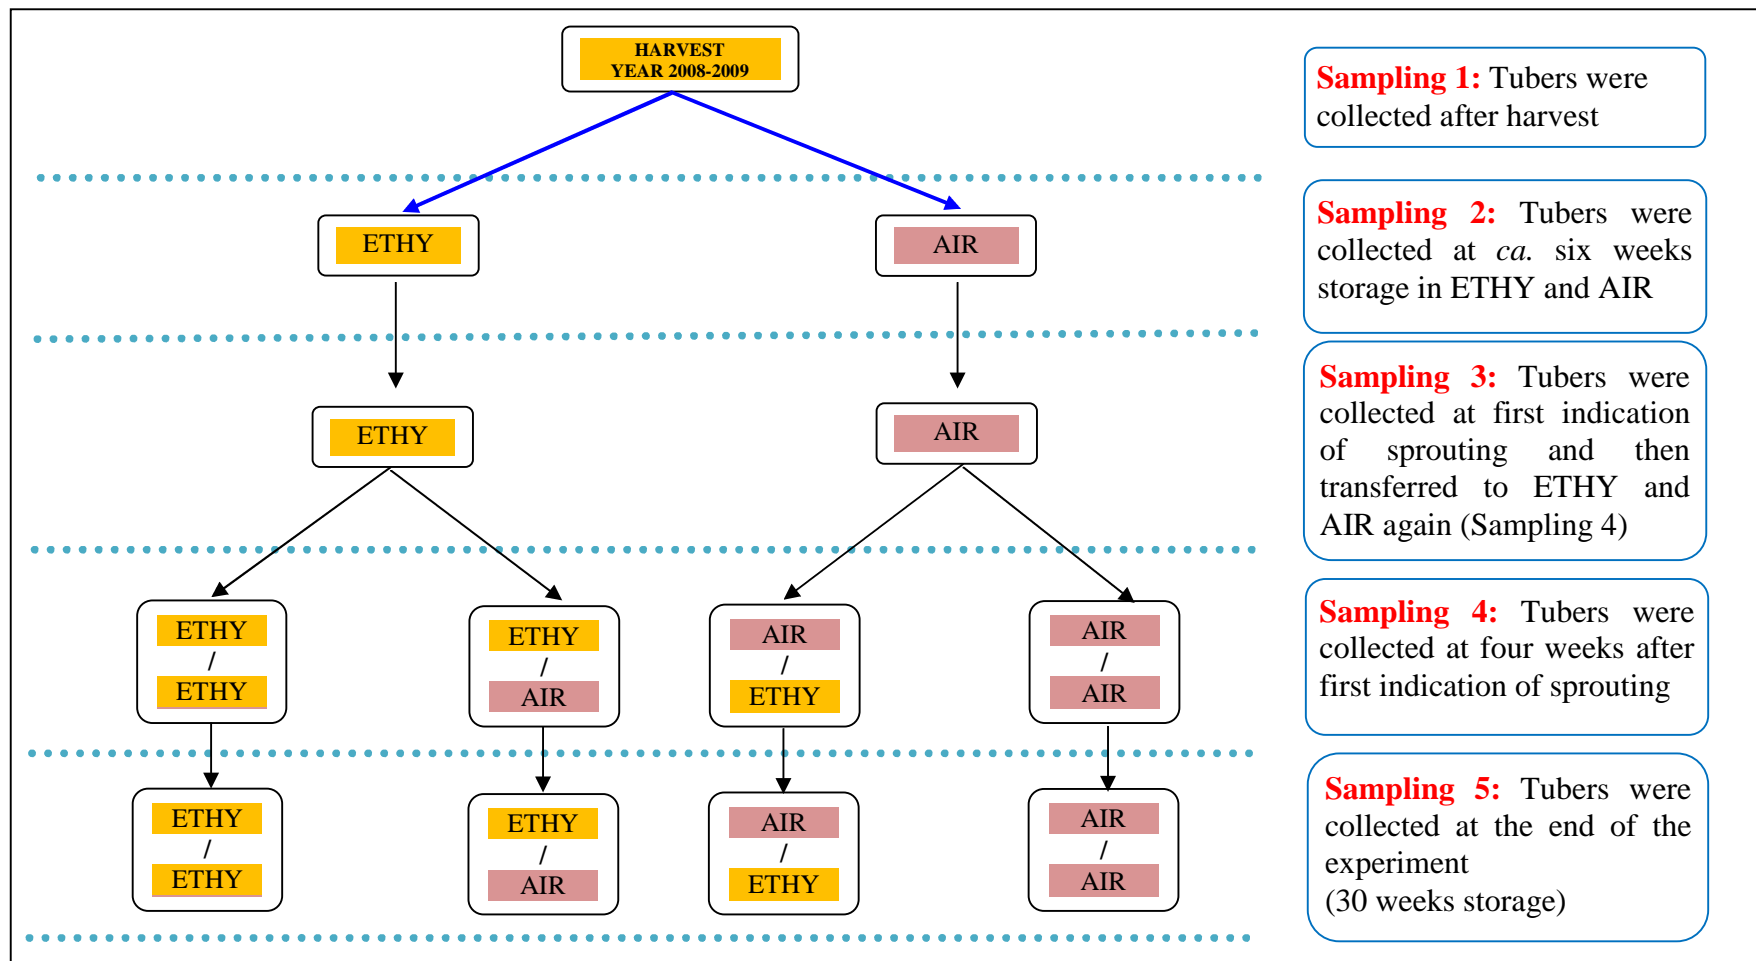 HARVEST
YEAR 2008-2009
Sampling 1: Tubers were
collected after harvest
ETHY
AIR
Sampling 2: Tubers were
collected at ca. six weeks
storage in ETHY and AIR
ETHY
AIR
Sampling 3: Tubers were
collected at first indication
of sprouting and then
transferred to ETHY and
AIR again (Sampling 4)
ETHY
/
ETHY
ETHY
/
AIR
AIR
/
ETHY
AIR
/
AIR
Sampling 4: Tubers were
collected at four weeks after
first indication of sprouting
ETHY
/
ETHY
ETHY
/
AIR
AIR
/
ETHY
AIR
/
AIR
Sampling 5: Tubers were
collected at the end of the
experiment
(30 weeks storage)